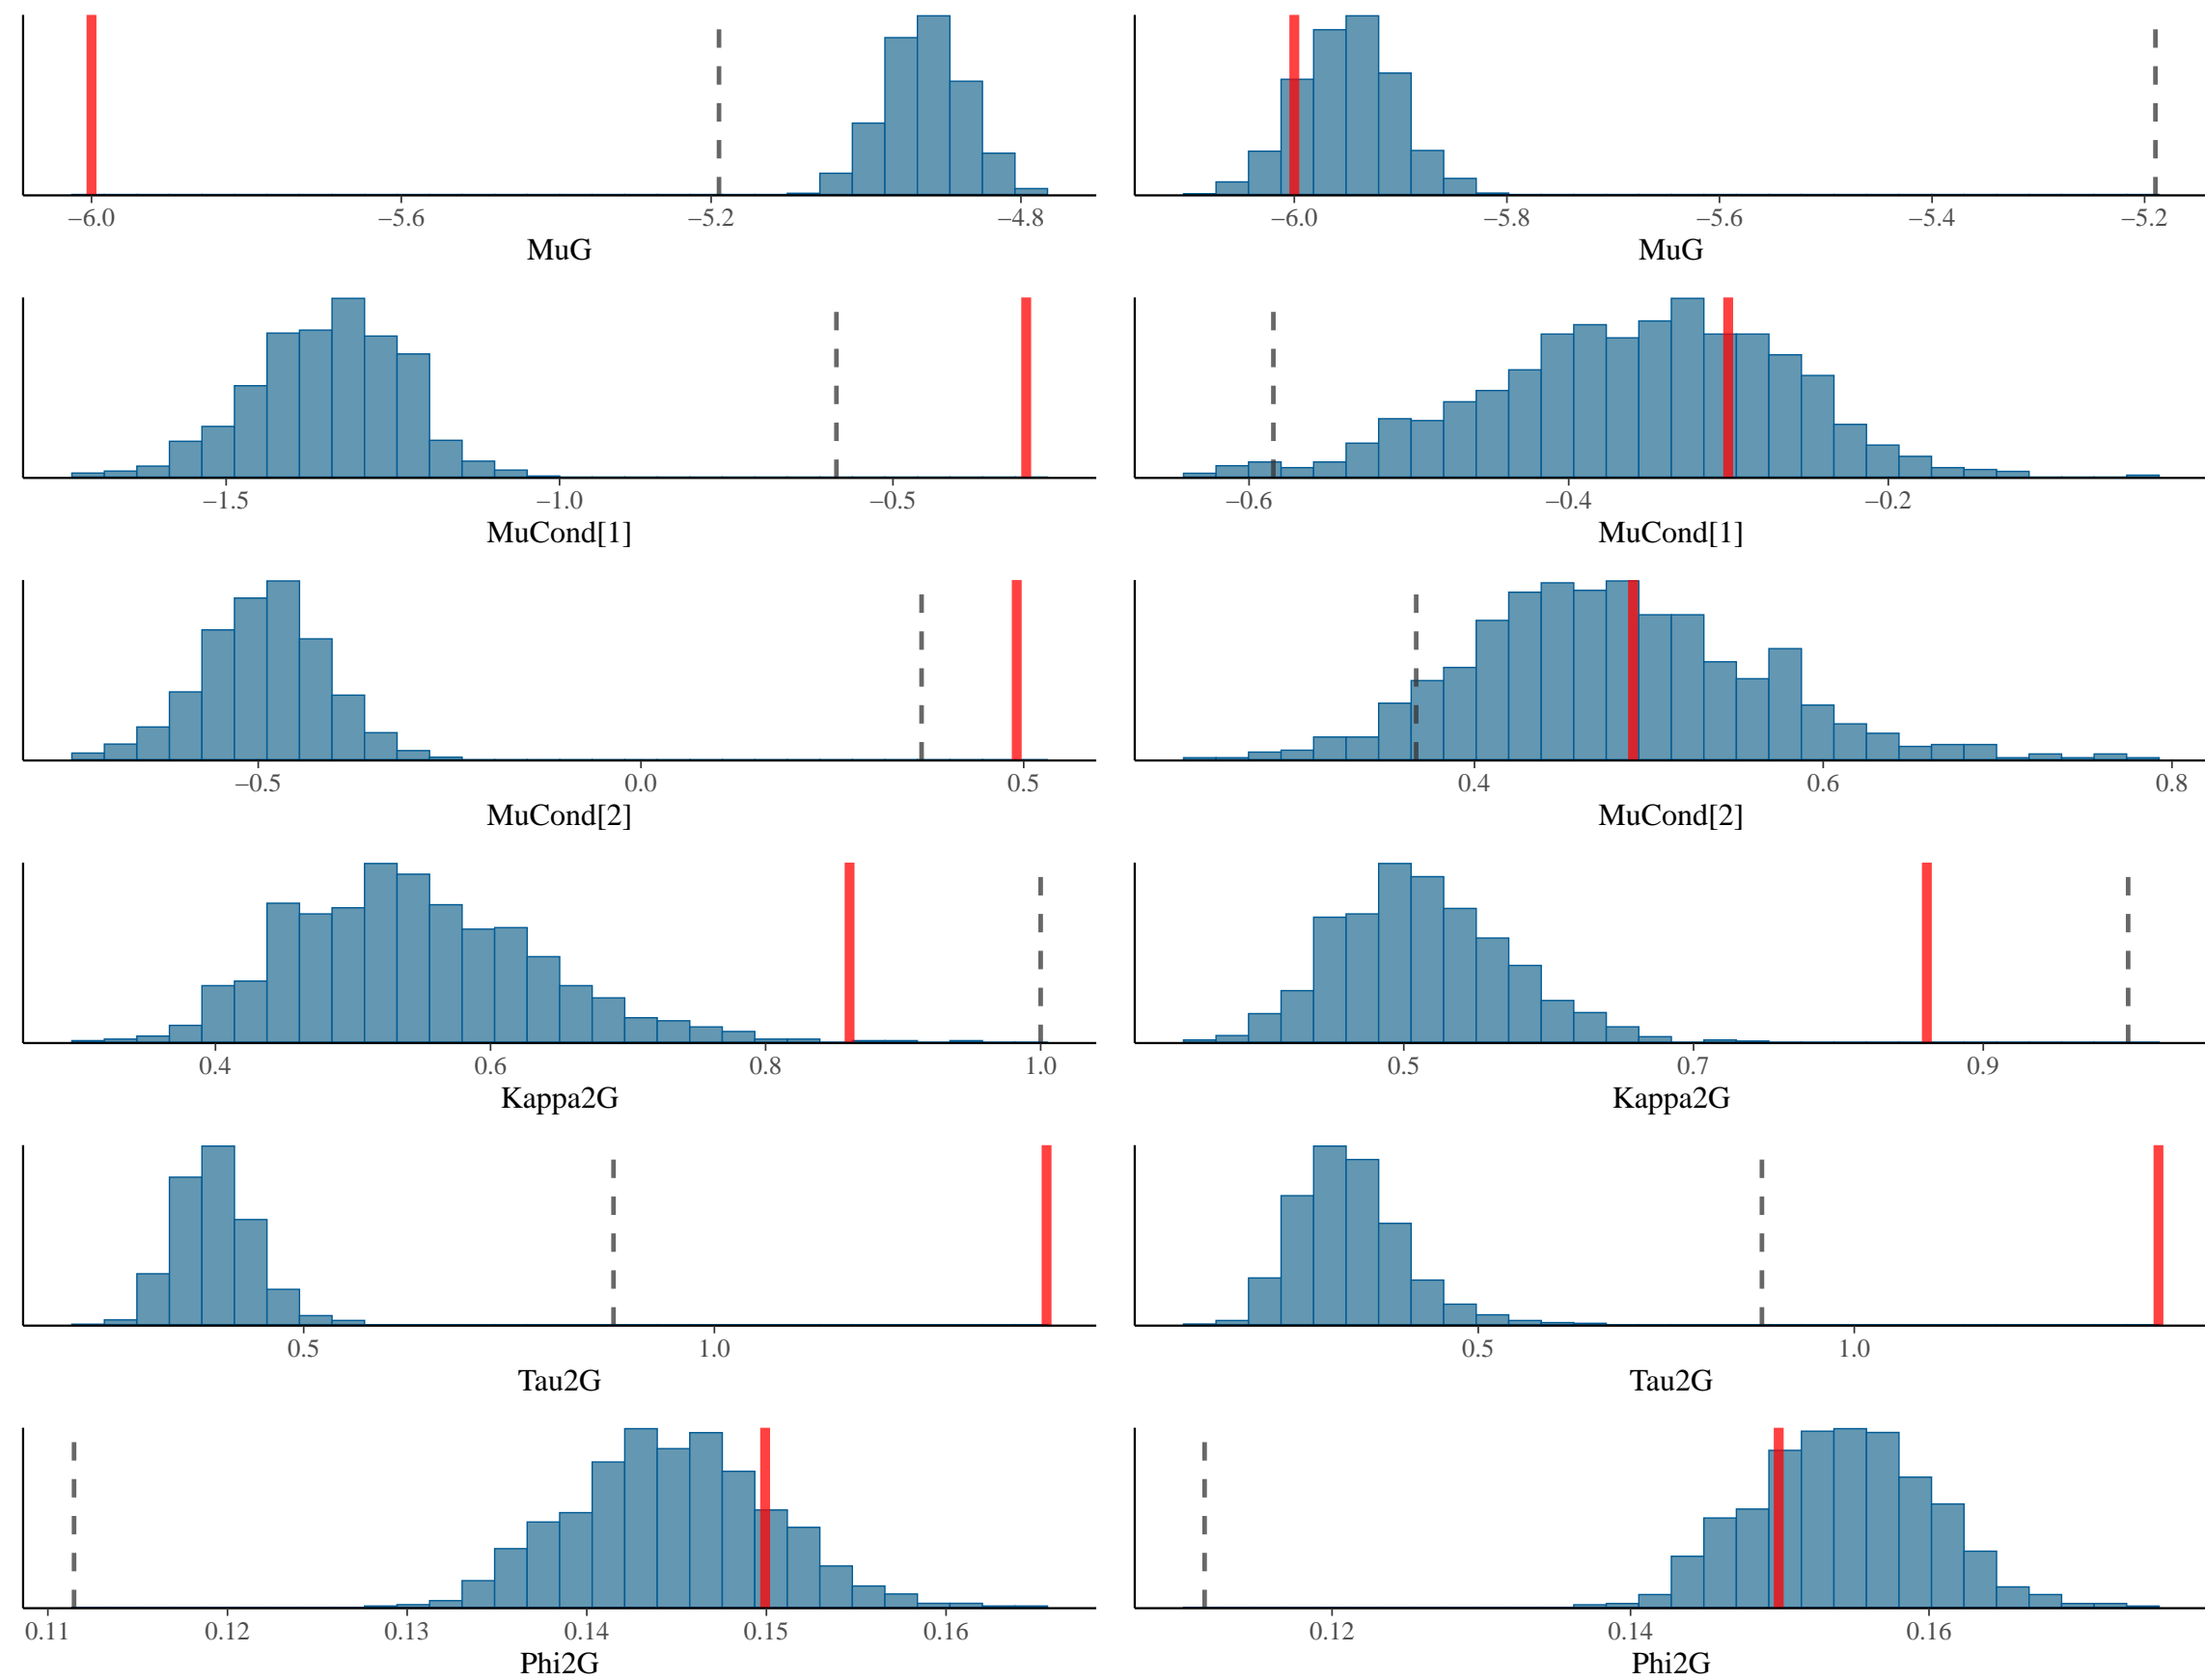 −6.0 −5.6 −5.2 −4.8
MuG
−6.0 −5.8 −5.6 −5.4 −5.2
MuG
−1.5 −1.0 −0.5
MuCond[1]
−0.6 −0.4 −0.2
MuCond[1]
−0.5 0.0 0.5
MuCond[2]
0.4 0.6 0.8
MuCond[2]
0.4 0.6 0.8 1.0
Kappa2G
0.5 0.7 0.9
Kappa2G
0.5 1.0
Tau2G
0.5 1.0
Tau2G
0.11 0.12 0.13 0.14 0.15 0.16
Phi2G
0.12 0.14 0.16
Phi2G